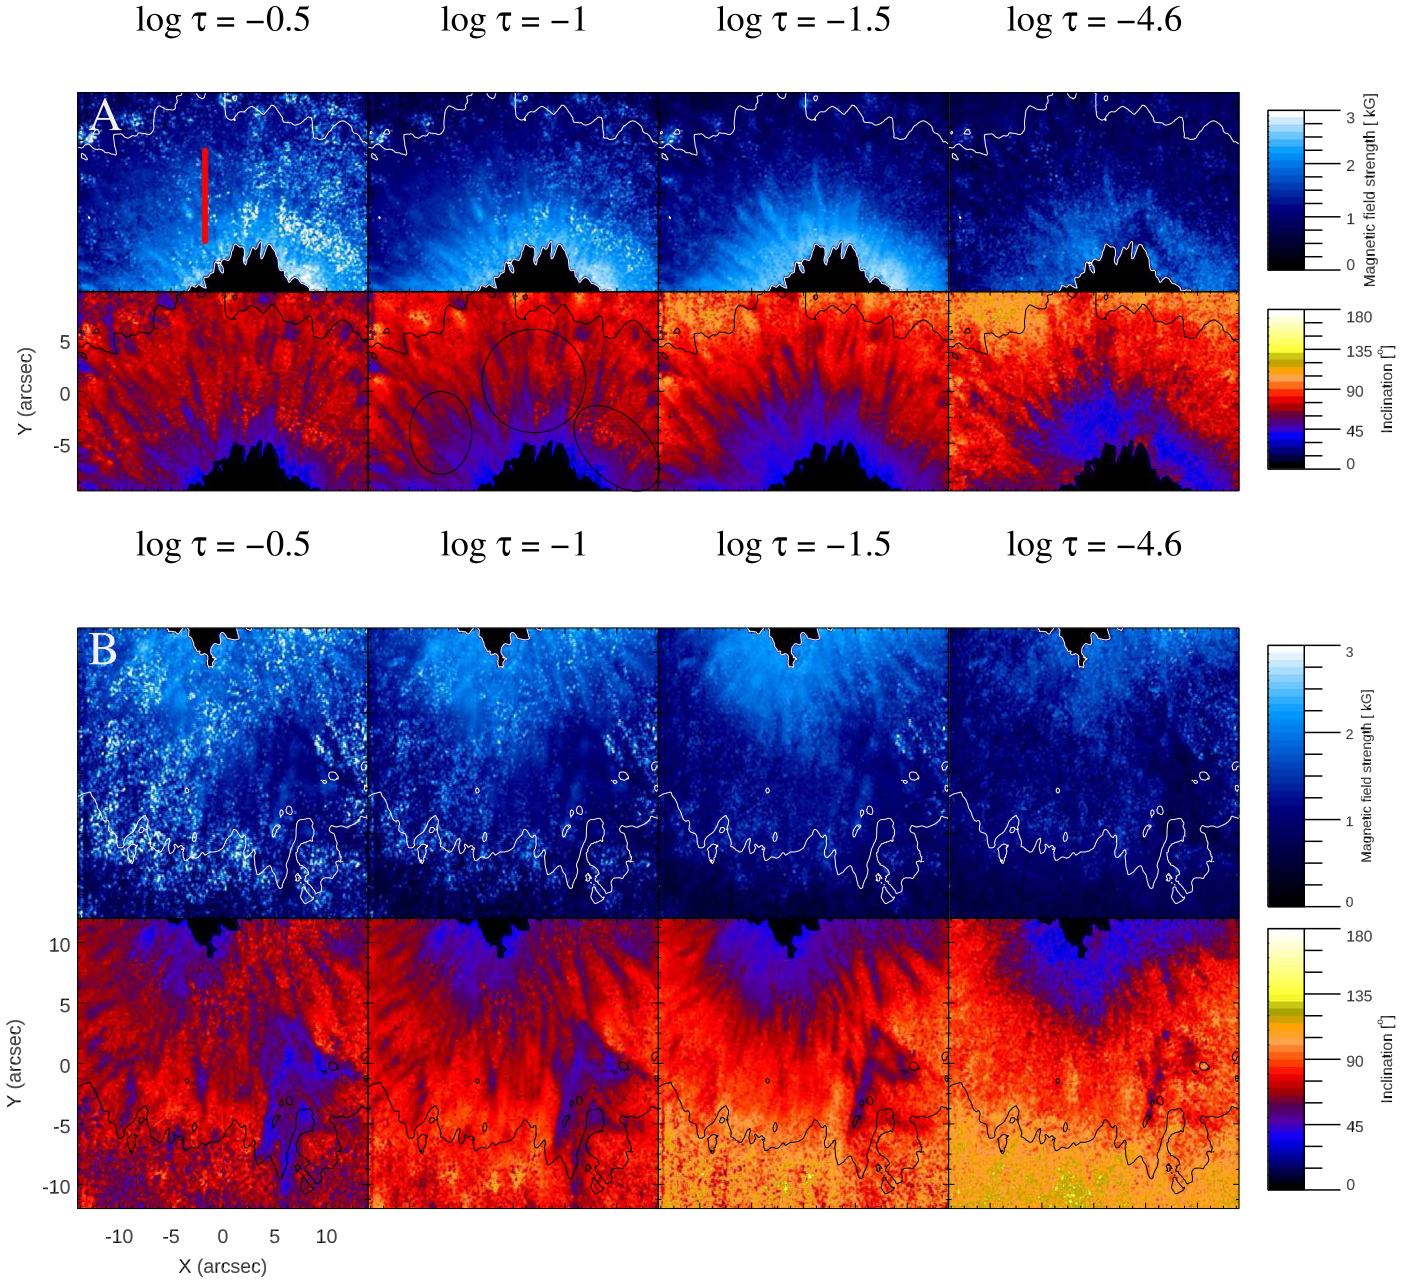 log τ = −0.5 log τ = −1 log τ = −1.5 log τ = −4.6
A
3
2
1
0
Magnetic field strength [ kG]
5
0
-5
Y (arcsec)
180
135
90
45
0
Inclination [°]
log τ = −0.5 log τ = −1 log τ = −1.5 log τ = −4.6
B
3
2
1
0
Magnetic field strength [ kG]
10
5
0
-5
-10
Y (arcsec)
180
135
90
45
0
Inclination [°]
-10 -5 0 5 10
X (arcsec)